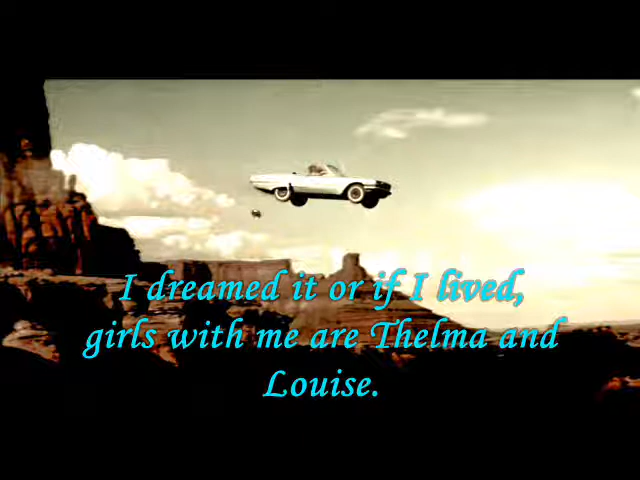 I dreamed it or if I lived,
girls with me are Thelma and
Louise.